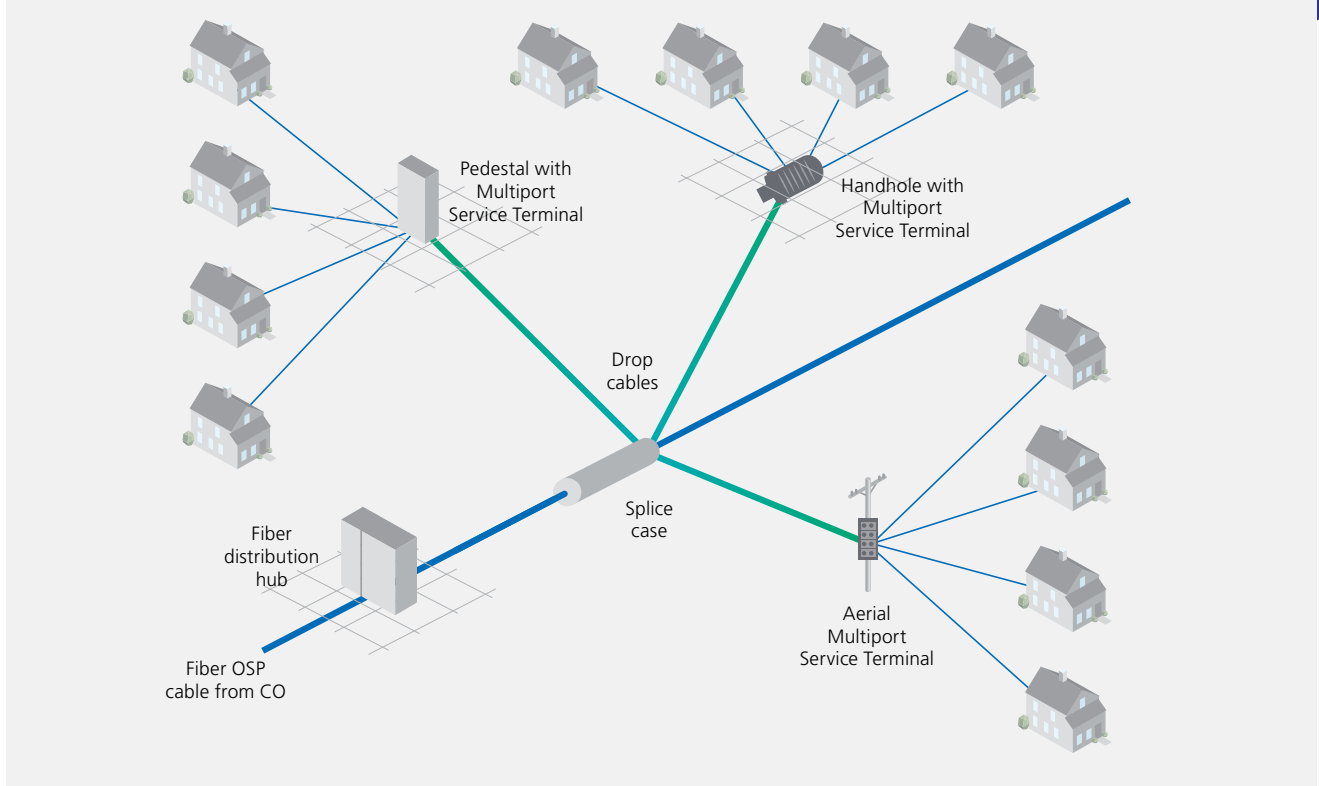 Pedestal with
Multiport
Service Terminal
Handhole with
Multiport
Service Terminal
Drop
cables
Splice
case
Fiber
distribution
hub
Aerial
Multiport
Service Terminal
Fiber OSP
cable from CO